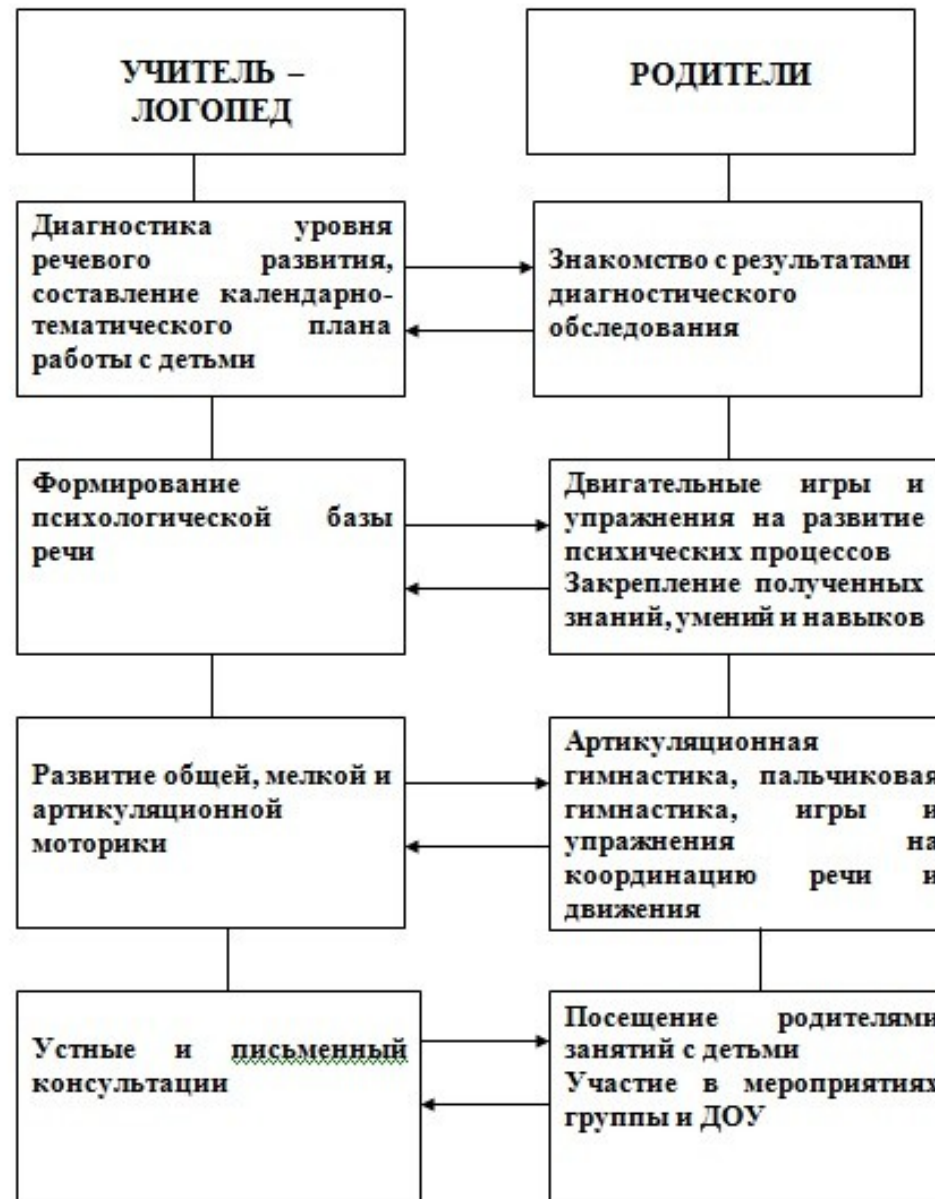 УЧИТЕЛЬ –
ЛОГОПЕД
РОДИТЕЛИ
Диагностика уровня
речевого развития,
составление календарно-
тематического плана
работы с детьми
Знакомство с результатами
диагностического
обследования
Формирование
психологической базы
речи
Двигательные игры и
упражнения на развитие
психических процессов
Закрепление полученных
знаний, умений и навыков
Развитие общей, мелкой и
артикуляционной
моторики
Артикуляционная
гимнастика, пальчиковая
гимнастика, игры и
упражнения на
координацию речи и
движения
Устные и письменный
консультации
Посещение родителями
занятий с детьми
Участие в мероприятиях
группы и ДОУ